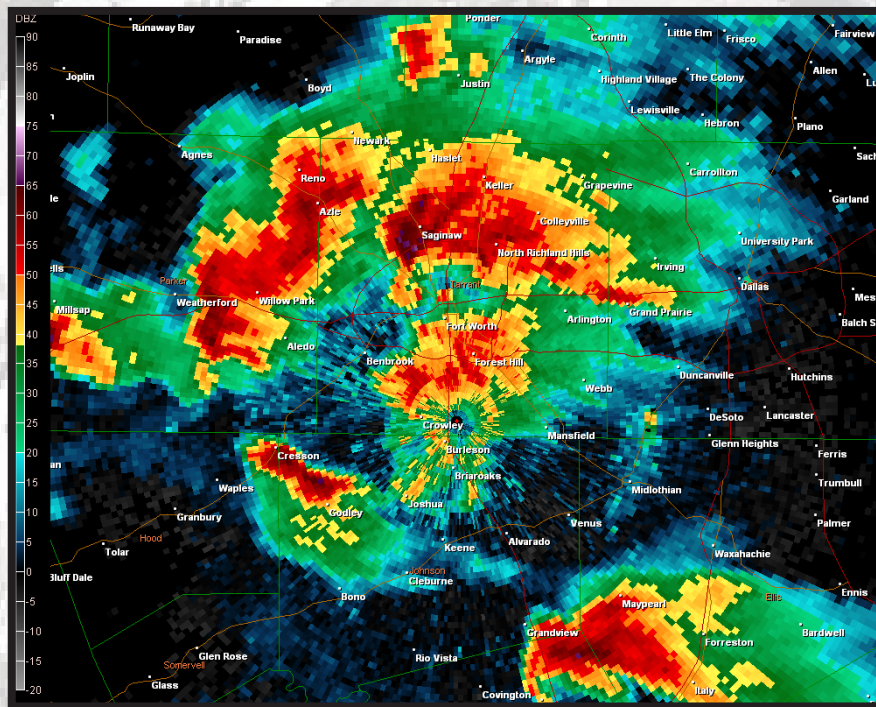 DBZ
90
85
80
75
70
65
60
55
50
45
40
35
30
25
20
15
10
5
0
-5
-10
-15
-20
Ponder
Runaway Bay
Paradise
Corinth
Little Elm
Frisco
Fairview
Joplin
Boyd
Justin
Argyle
Highland Village
The Colony
Allen
Lu
Lewisville
Hebron
Plano
Agnes
Newark
Haslet
Sach
Carrollton
Reno
Keller
Grapevine
Garland
le
Azle
Colleyville
Saginaw
University Park
North Richland Hills
Irving
ells
Parker
Tarrant
Dallas
Weatherford
Willow Park
Mes
Millsap
Arlington
Grand Prairie
Balch S
Fort Worth
Aledo
Benbrook
Forest Hill
Duncanville
Hutchins
Webb
DeSoto
Lancaster
Crowley
Mansfield
Glenn Heights
Burleson
Ferris
Cresson
an
Briaroaks
Trumbull
Waples
Midlothian
Joshua
Granbury
Godley
Venus
Palmer
Hood
Keene
Alvarado
Tolar
Waxahachie
Bluff Dale
Johnson
Cleburne
Bono
Ellis
Ennis
Maypearl
Grandview
Forreston
Bardwell
Glen Rose
Rio Vista
Somervell
Glass
Covington
Italy